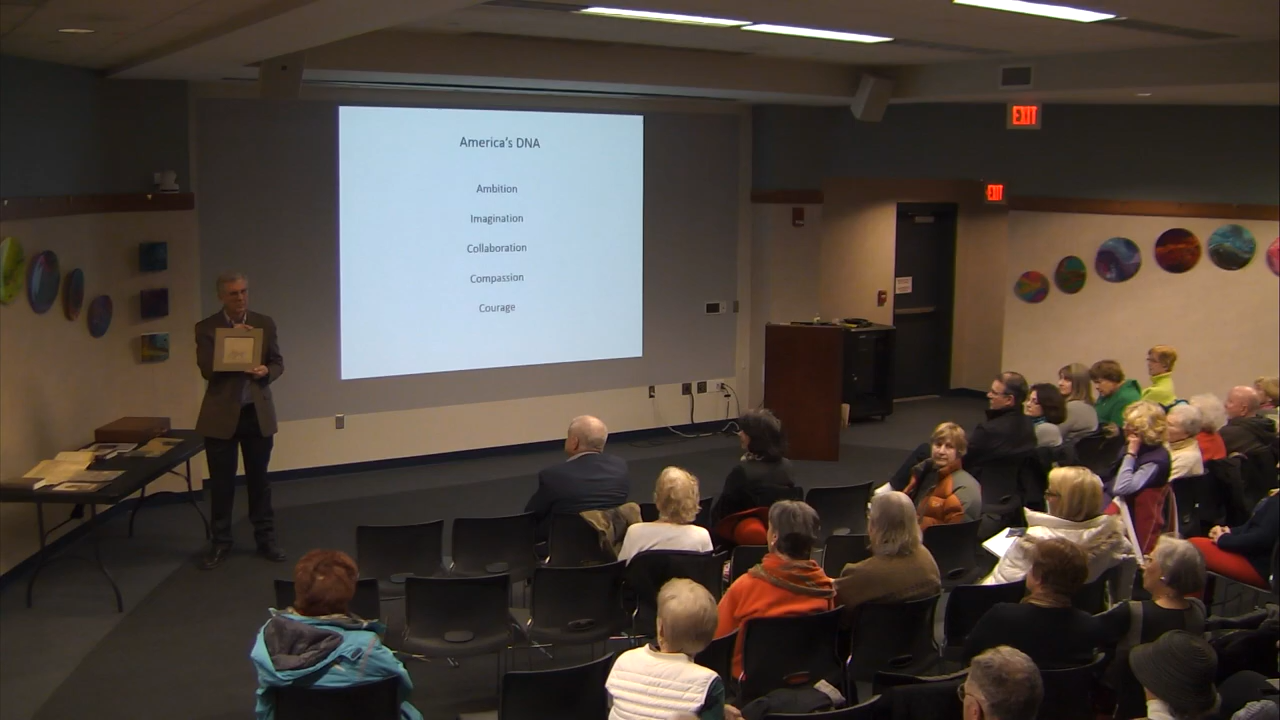 America's DNA
Ambition
Imagination
Collaboration
Compassion
Courage
EXIT
EXIT